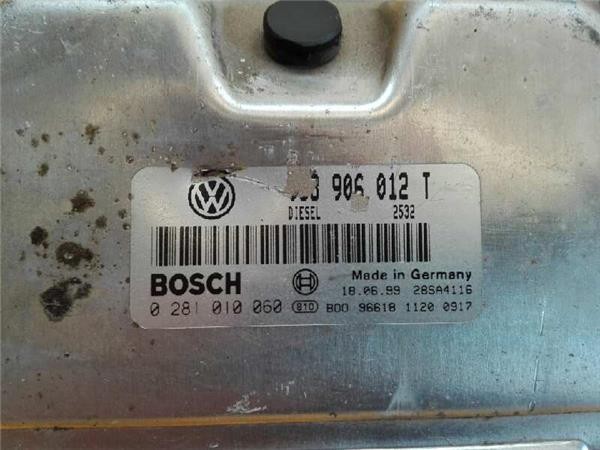 906 012 T
DIESEL 2532
BOSCH
Made in Germany
18.06.99 28SA4116
0 281 010 060 010 B00 96618 1120 0917